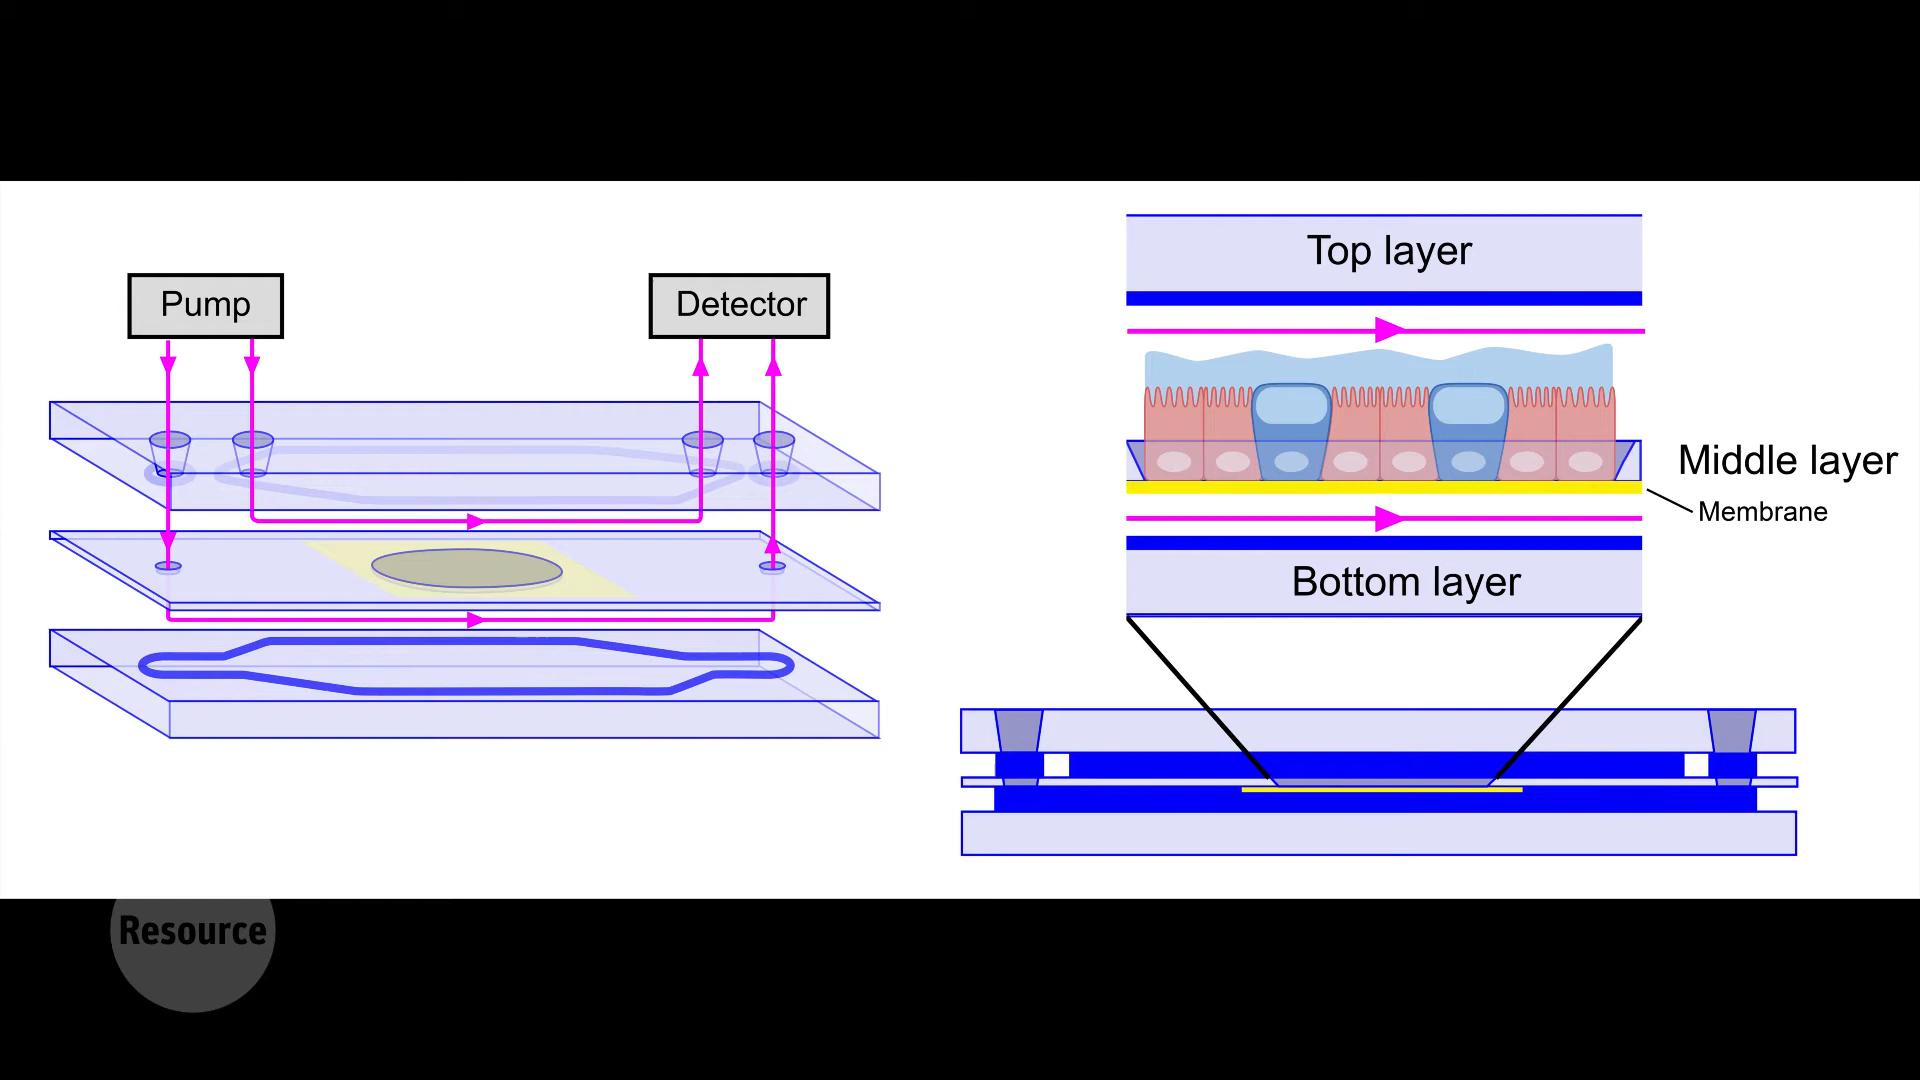 Pump
Detector
Top layer
Middle layer
Membrane
Bottom layer
Resource